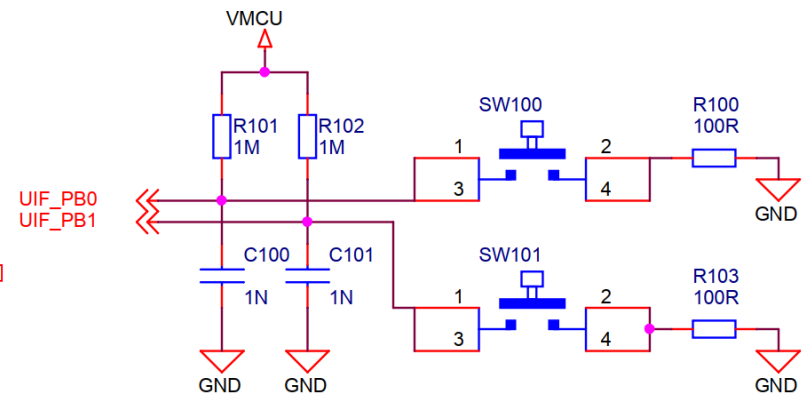 VMCU
R101
1M
R102
1M
SW100
1
2
3
4
R100
100R
GND
UIF_PB0
UIF_PB1
C100
1N
C101
1N
GND
GND
SW101
1
2
3
4
R103
100R
GND
]